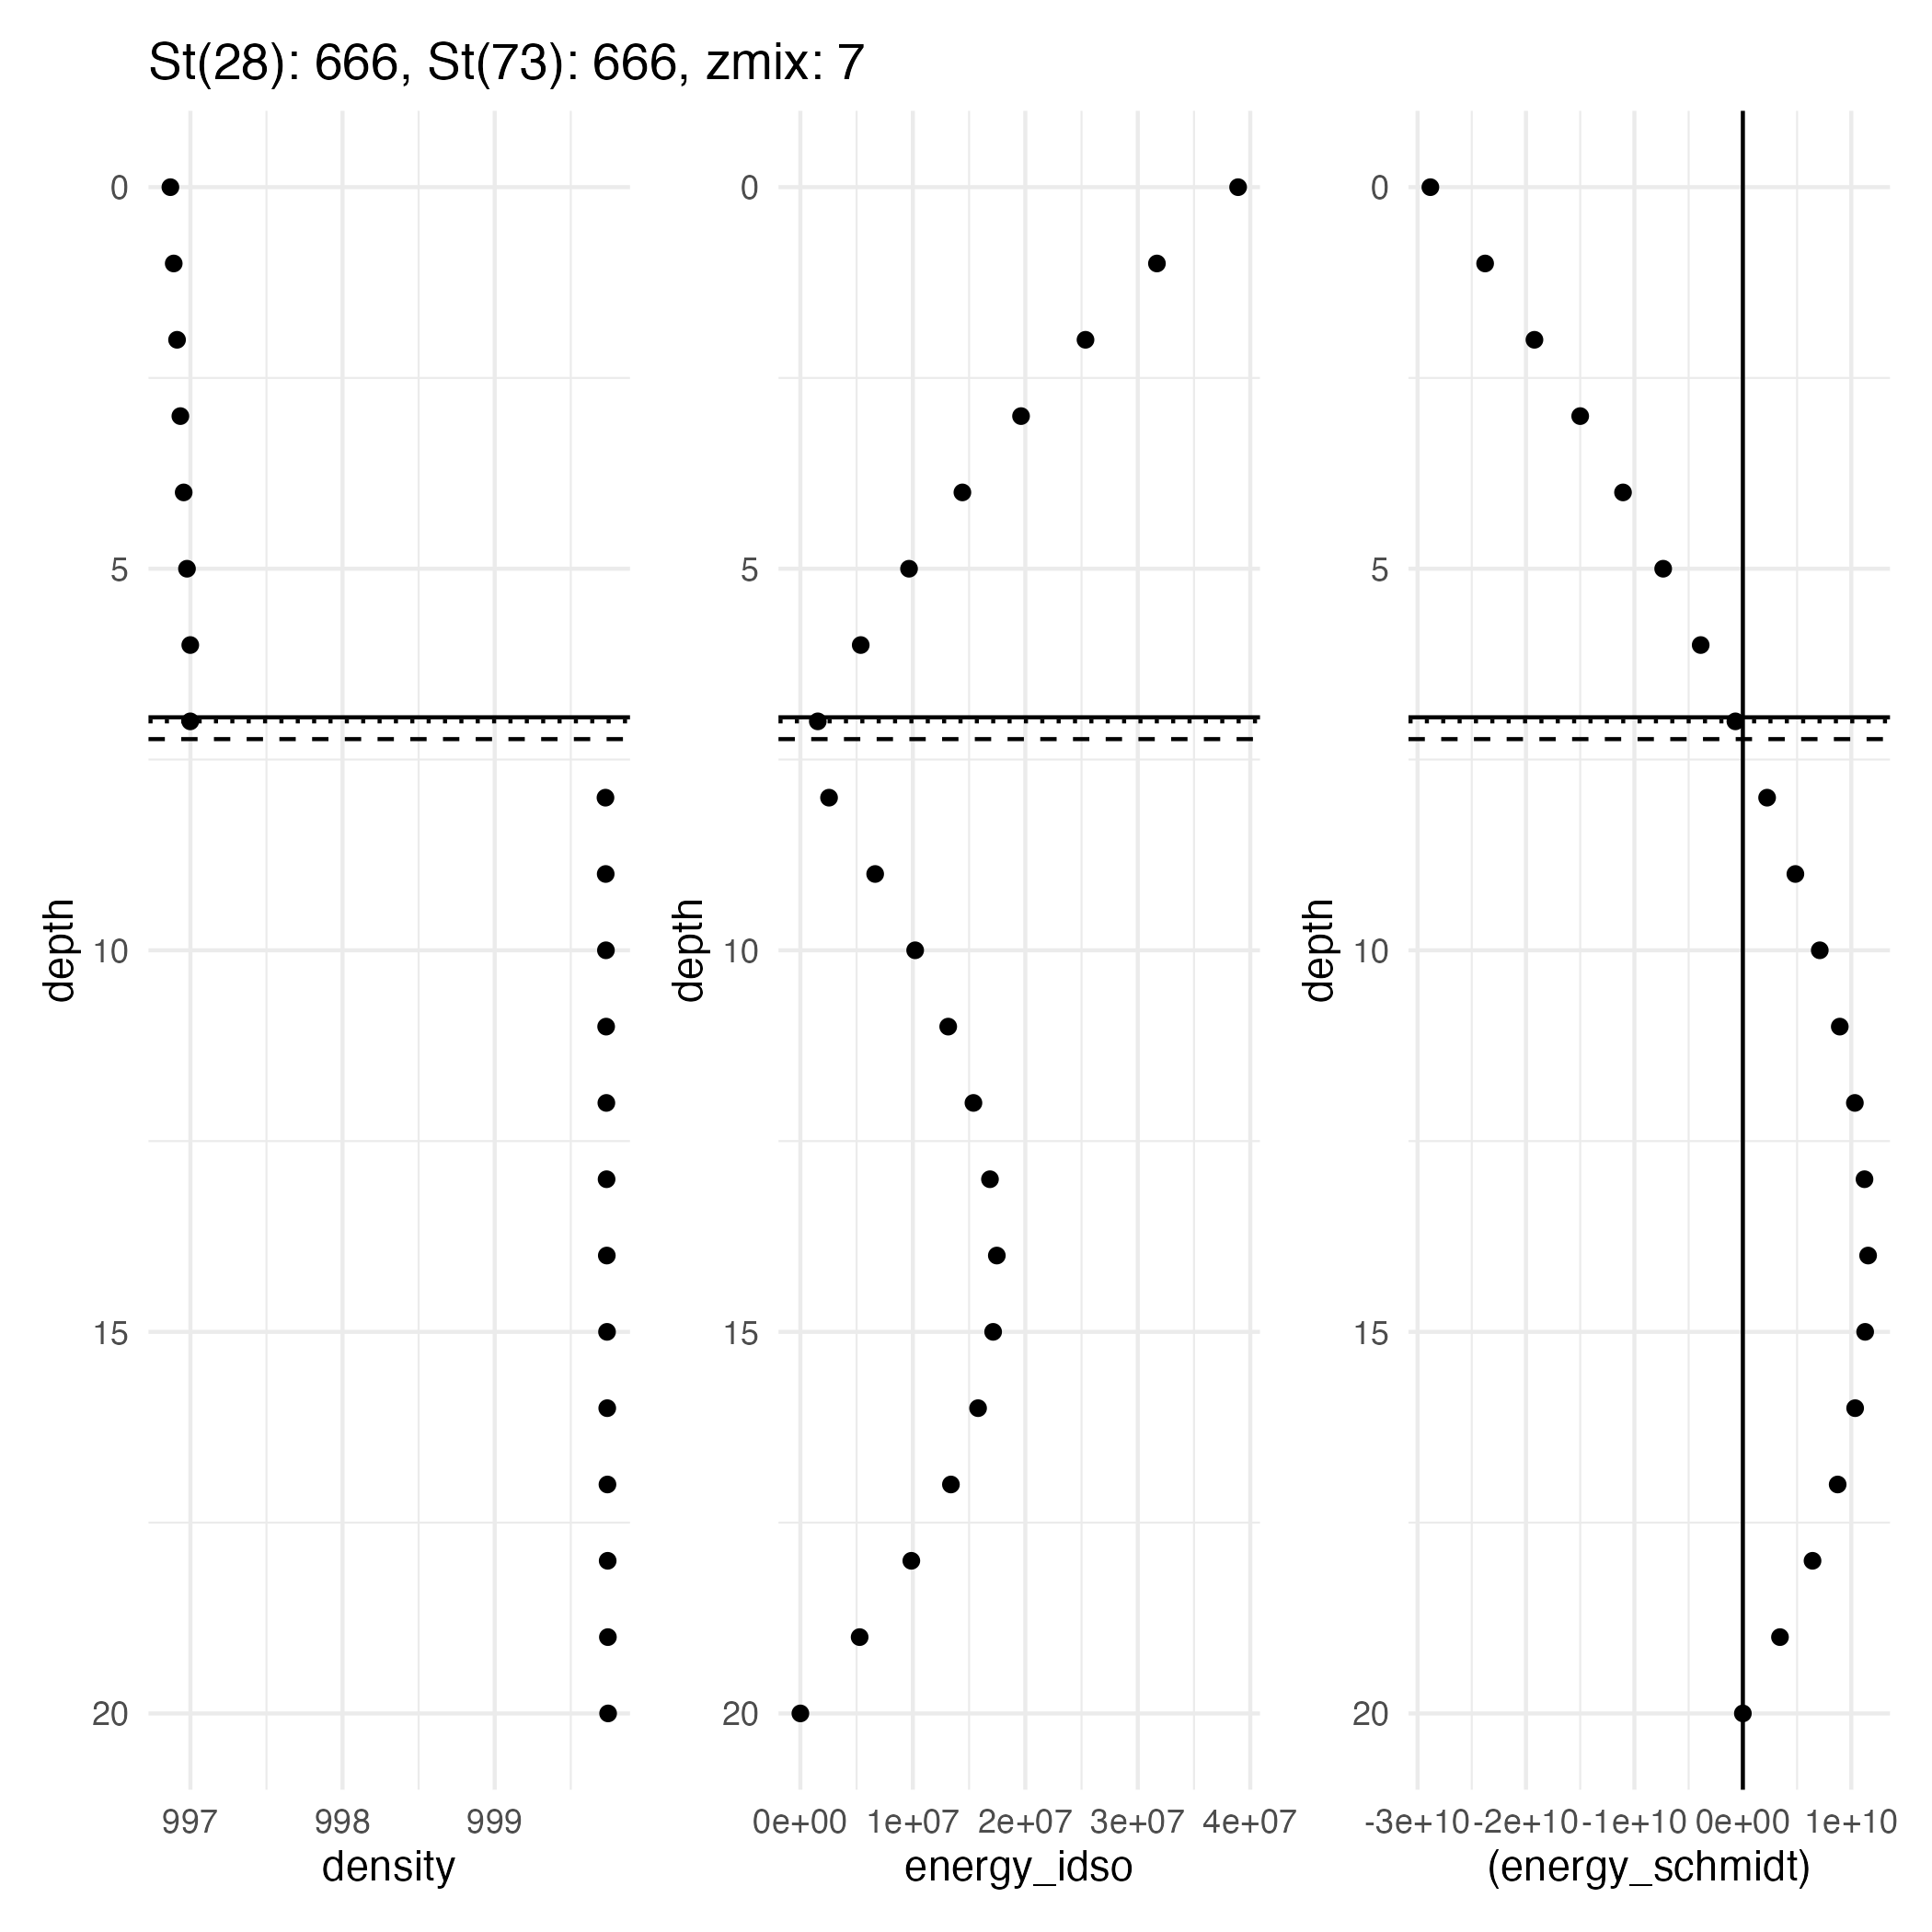 St(28): 666, St(73): 666, zmix: 7
depth
0
5
10
15
20
997 998 999
density
depth
0
5
10
15
20
0e+00 1e+07 2e+07 3e+07 4e+07
energy_idso
depth
0
5
10
15
20
-3e+10 -2e+10 -1e+10 0e+00 1e+10
(energy_schmidt)